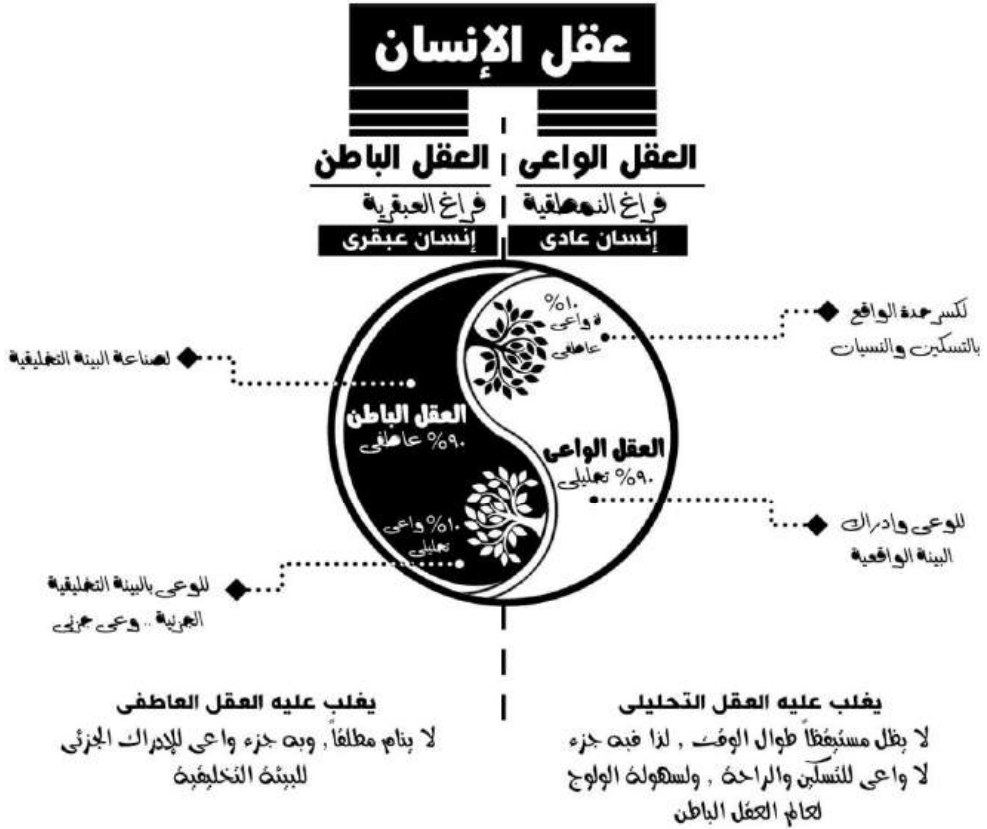 عقل الإنسان
العقل الواعى
فراغ النمطقية
إنسان عادى
العقل الباطن
فراغ العبقرية
إنسان عبقرى
١٠%
لا واعى
عاطفى
لكسر حدة الواقع
بالتسكين والنسيان
العقل الواعى
٩٠% تحليلى
للوعى وإدراك
البيئة الواقعية
لصناعة البيئة التخليقية
العقل الباطن
٩٠% عاطفى
١٠% واعى
تحليلى
للوعى بالبيئة التخليقية
الجزئية .. وعى جزئى
يغلب عليه العقل التحليلى
لا يظل مستيقظاً طوال الوقت , لذا فبه جزء
لا واعى للتسكين والراحة , ولسهولة الولوج
لعالم العقل الباطن
يغلب عليه العقل العاطفى
لا ينام مطلقاً , وبه جزء واعى للإدراك الجزئى
للبيئة التخليقية